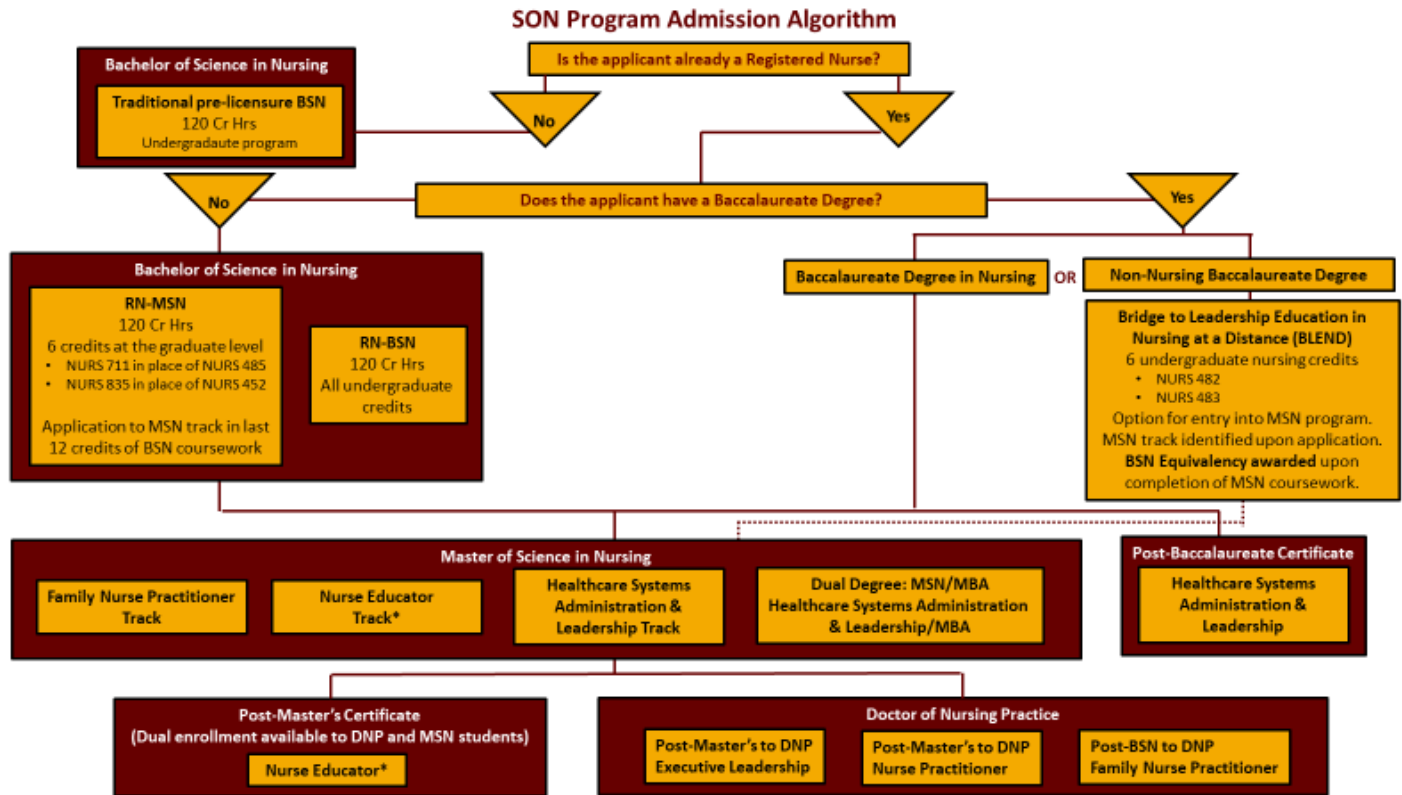 SON Program Admission Algorithm
Is the applicant already a Registered Nurse?
Bachelor of Science in Nursing
Traditional pre-licensure BSN
120 Cr Hrs
Undergradaute program
No
Yes
Does the applicant have a Baccalaureate Degree?
No
Yes
Bachelor of Science in Nursing
RN-MSN
120 Cr Hrs
6 credits at the graduate level
• NURS 711 in place of NURS 485
• NURS 835 in place of NURS 452
Application to MSN track in last
12 credits of BSN coursework
RN-BSN
120 Cr Hrs
All undergraduate
credits
Baccalaureate Degree in Nursing
OR
Non-Nursing Baccalaureate Degree
Bridge to Leadership Education in
Nursing at a Distance (BLEND)
6 undergraduate nursing credits
• NURS 482
• NURS 483
Option for entry into MSN program.
MSN track identified upon application.
BSN Equivalency awarded upon
completion of MSN coursework.
Master of Science in Nursing
Family Nurse Practitioner
Track
Nurse Educator
Track*
Healthcare Systems
Administration &
Leadership Track
Dual Degree: MSN/MBA
Healthcare Systems Administration
& Leadership/MBA
Post-Baccalaureate Certificate
Healthcare Systems
Administration &
Leadership
Post-Master's Certificate
(Dual enrollment available to DNP and MSN students)
Nurse Educator*
Doctor of Nursing Practice
Post-Master's to DNP
Executive Leadership
Post-Master's to DNP
Nurse Practitioner
Post-BSN to DNP
Family Nurse Practitioner